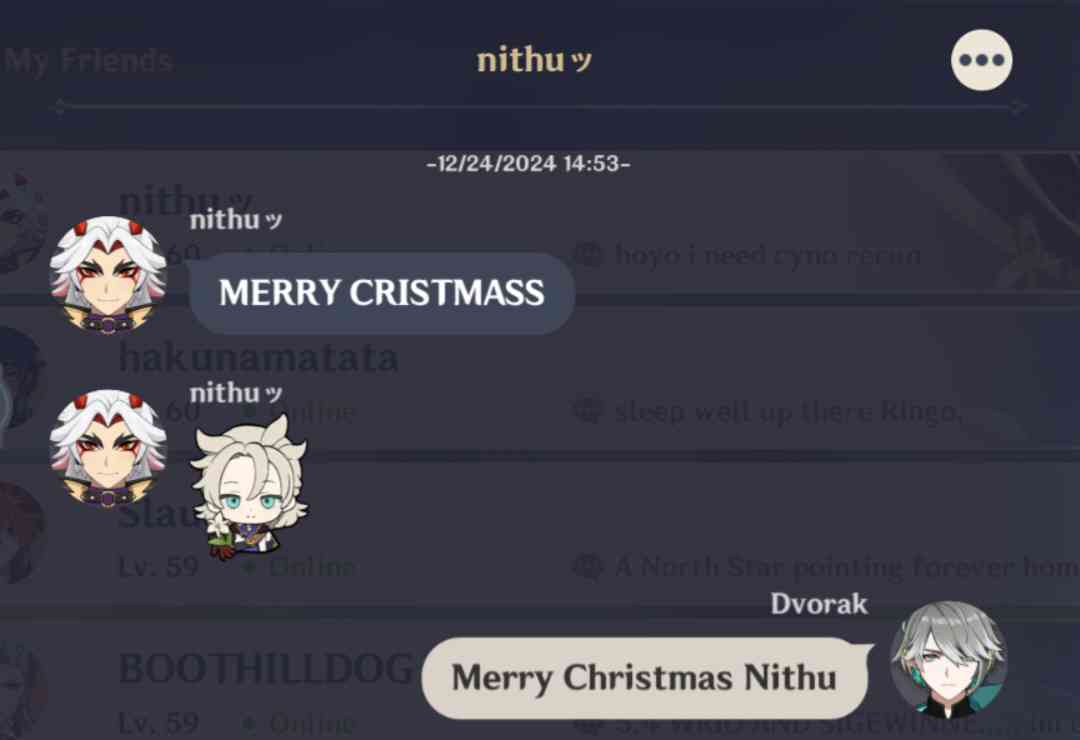 My Friends
nithuッ
-12/24/2024 14:53-
nithuッ
nithuッ
60 Online
hoyo i need cyno rerun
MERRY CRISTMASS
hakunamatata
nithuッ
60 Online
sleep well up there Ringo,
Slau
Lv. 59 Online
A North Star pointing forever hom
Dvorak
BOOTHILLDOG
Merry Christmas Nithu
Lv. 59 Online